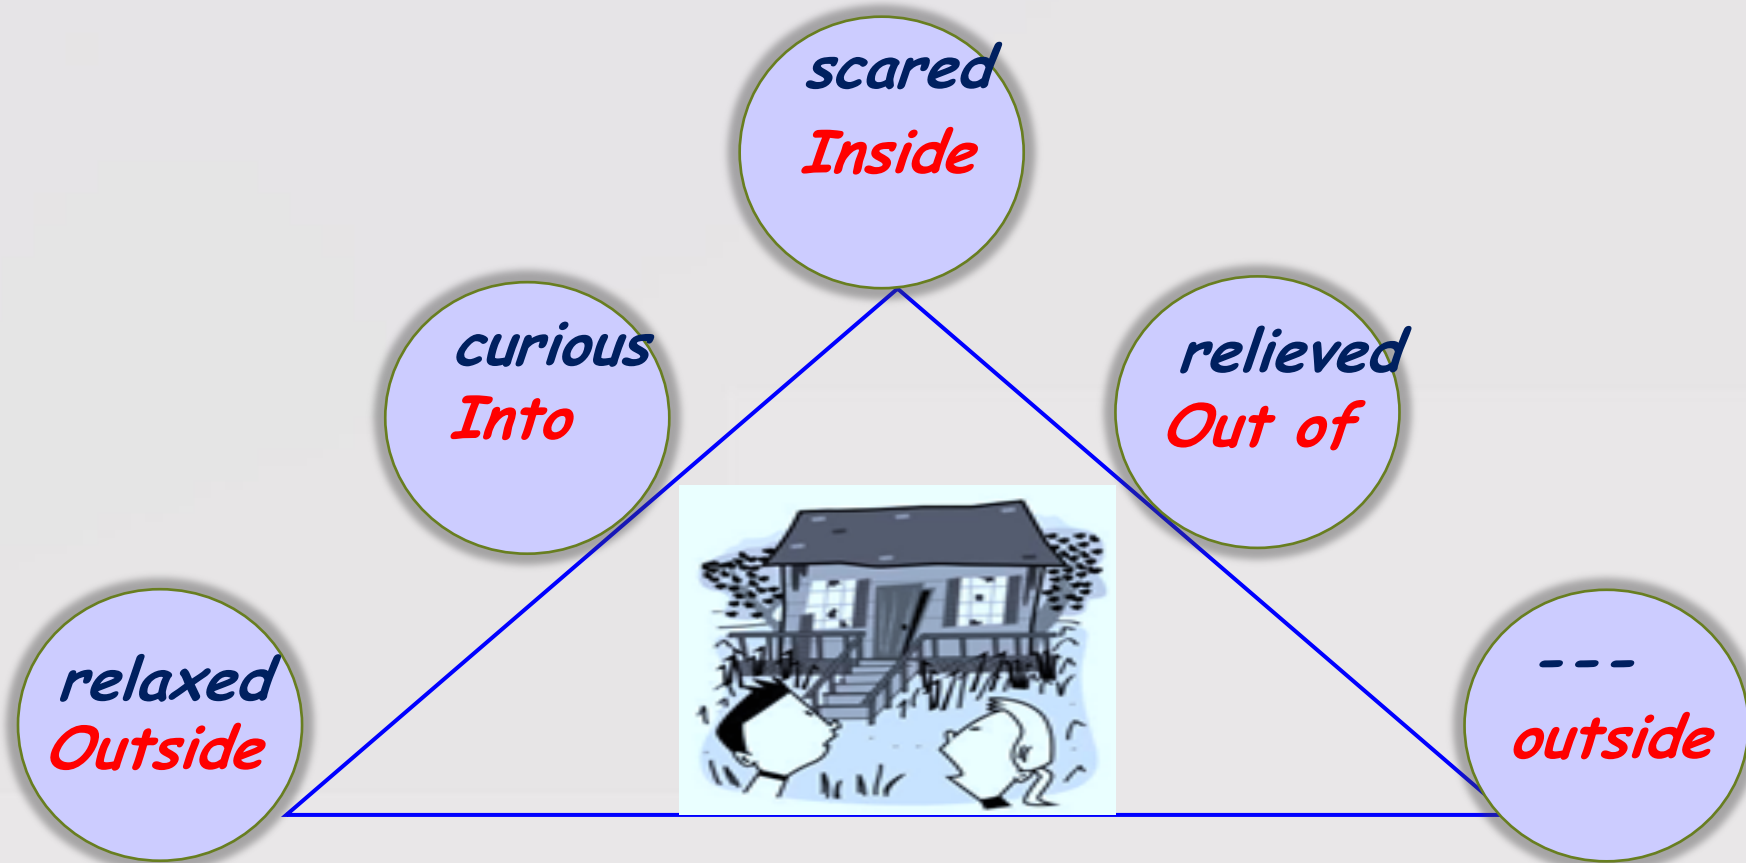 scared
Inside
curious
Into
relieved
Out of
relaxed
Outside
---
outside